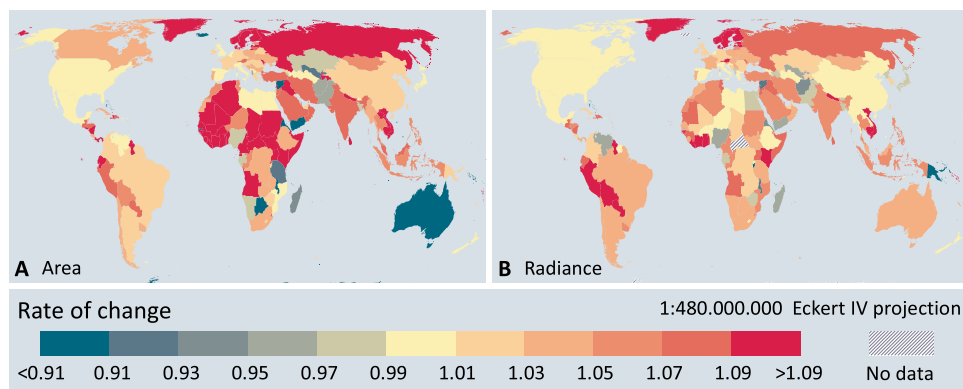 A Area
B Radiance
Rate of change
1:480.000.000 Eckert IV projection
<0.91 0.91 0.93 0.95 0.97 0.99 1.01 1.03 1.05 1.07 1.09 >1.09
No data